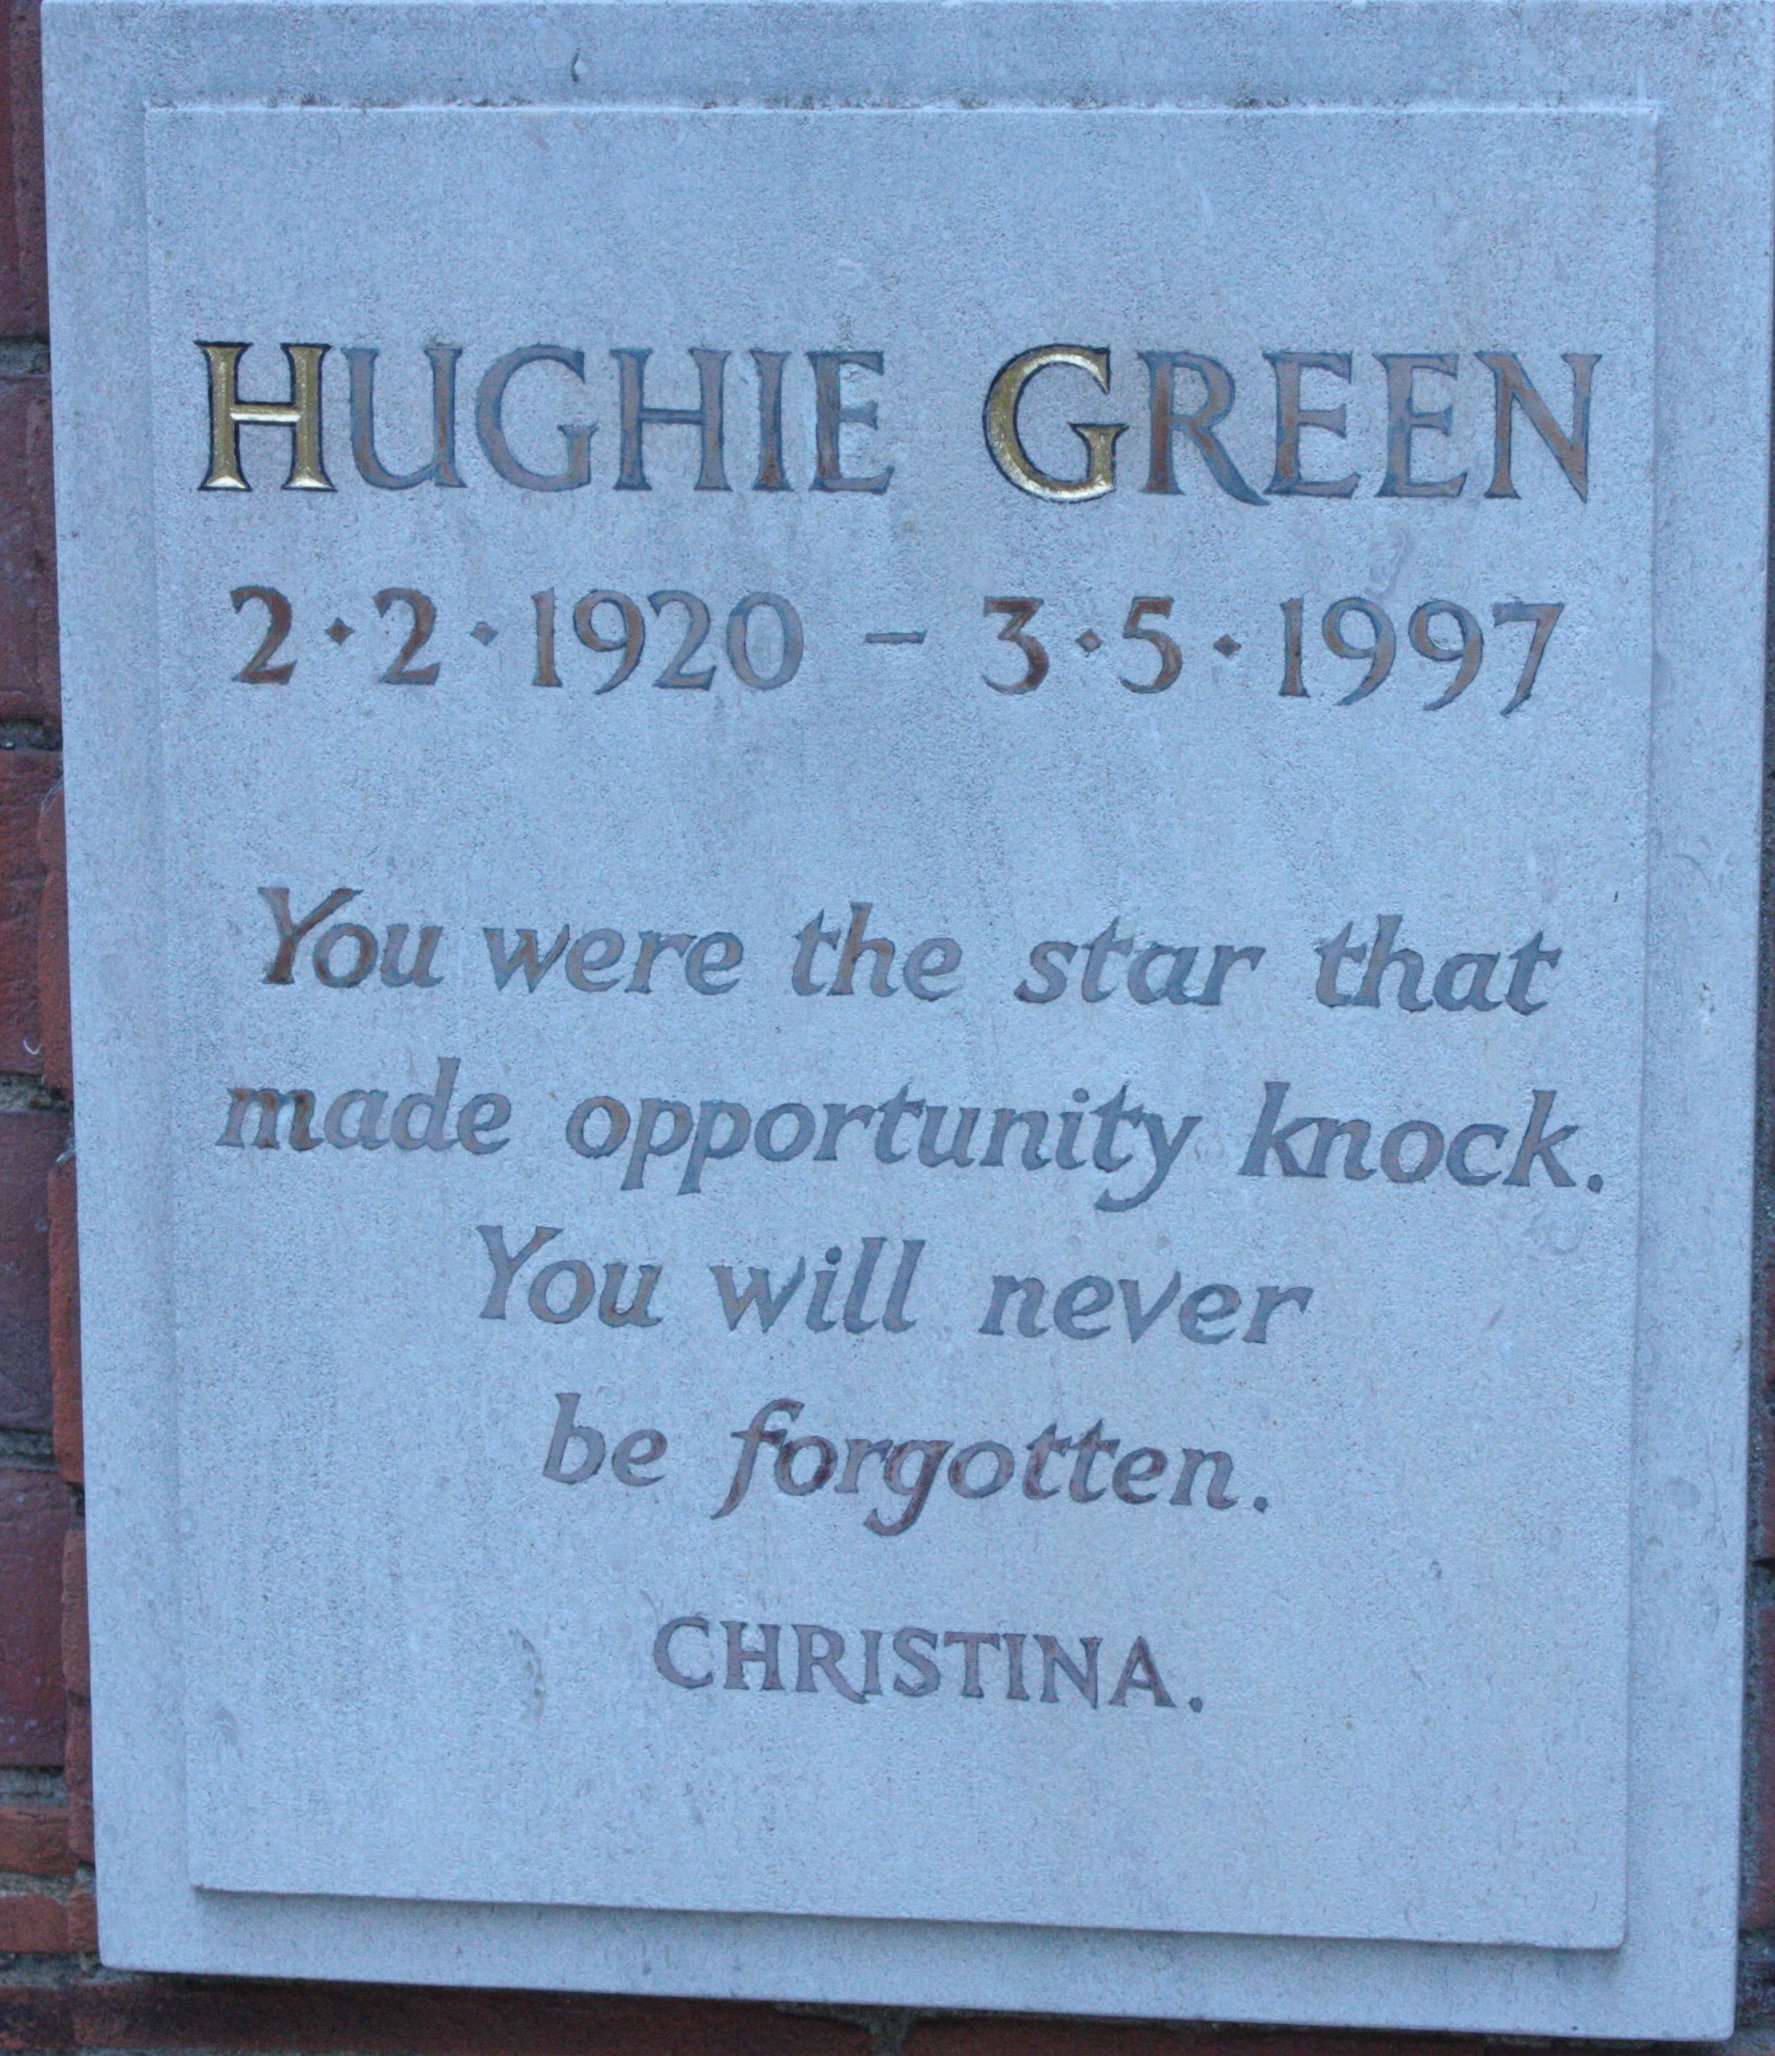 HUGHIE GREEN
2·2·1920 – 3·5·1997
You were the star that
made opportunity knock.
You will never
be forgotten.
CHRISTINA.